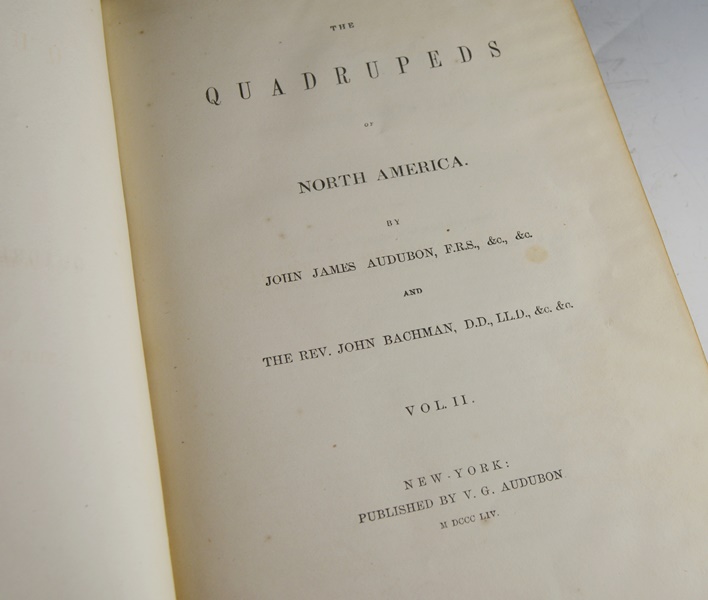 THE
QUADRUPEDS
OF
NORTH AMERICA.
BY
JOHN JAMES AUDUBON, F.R.S., &c., &c.
AND
THE REV. JOHN BACHMAN, D.D., LL.D., &c. &c.
VOL. II.
NEW-YORK:
PUBLISHED BY V. G. AUDUBON
M DCCC LIV.